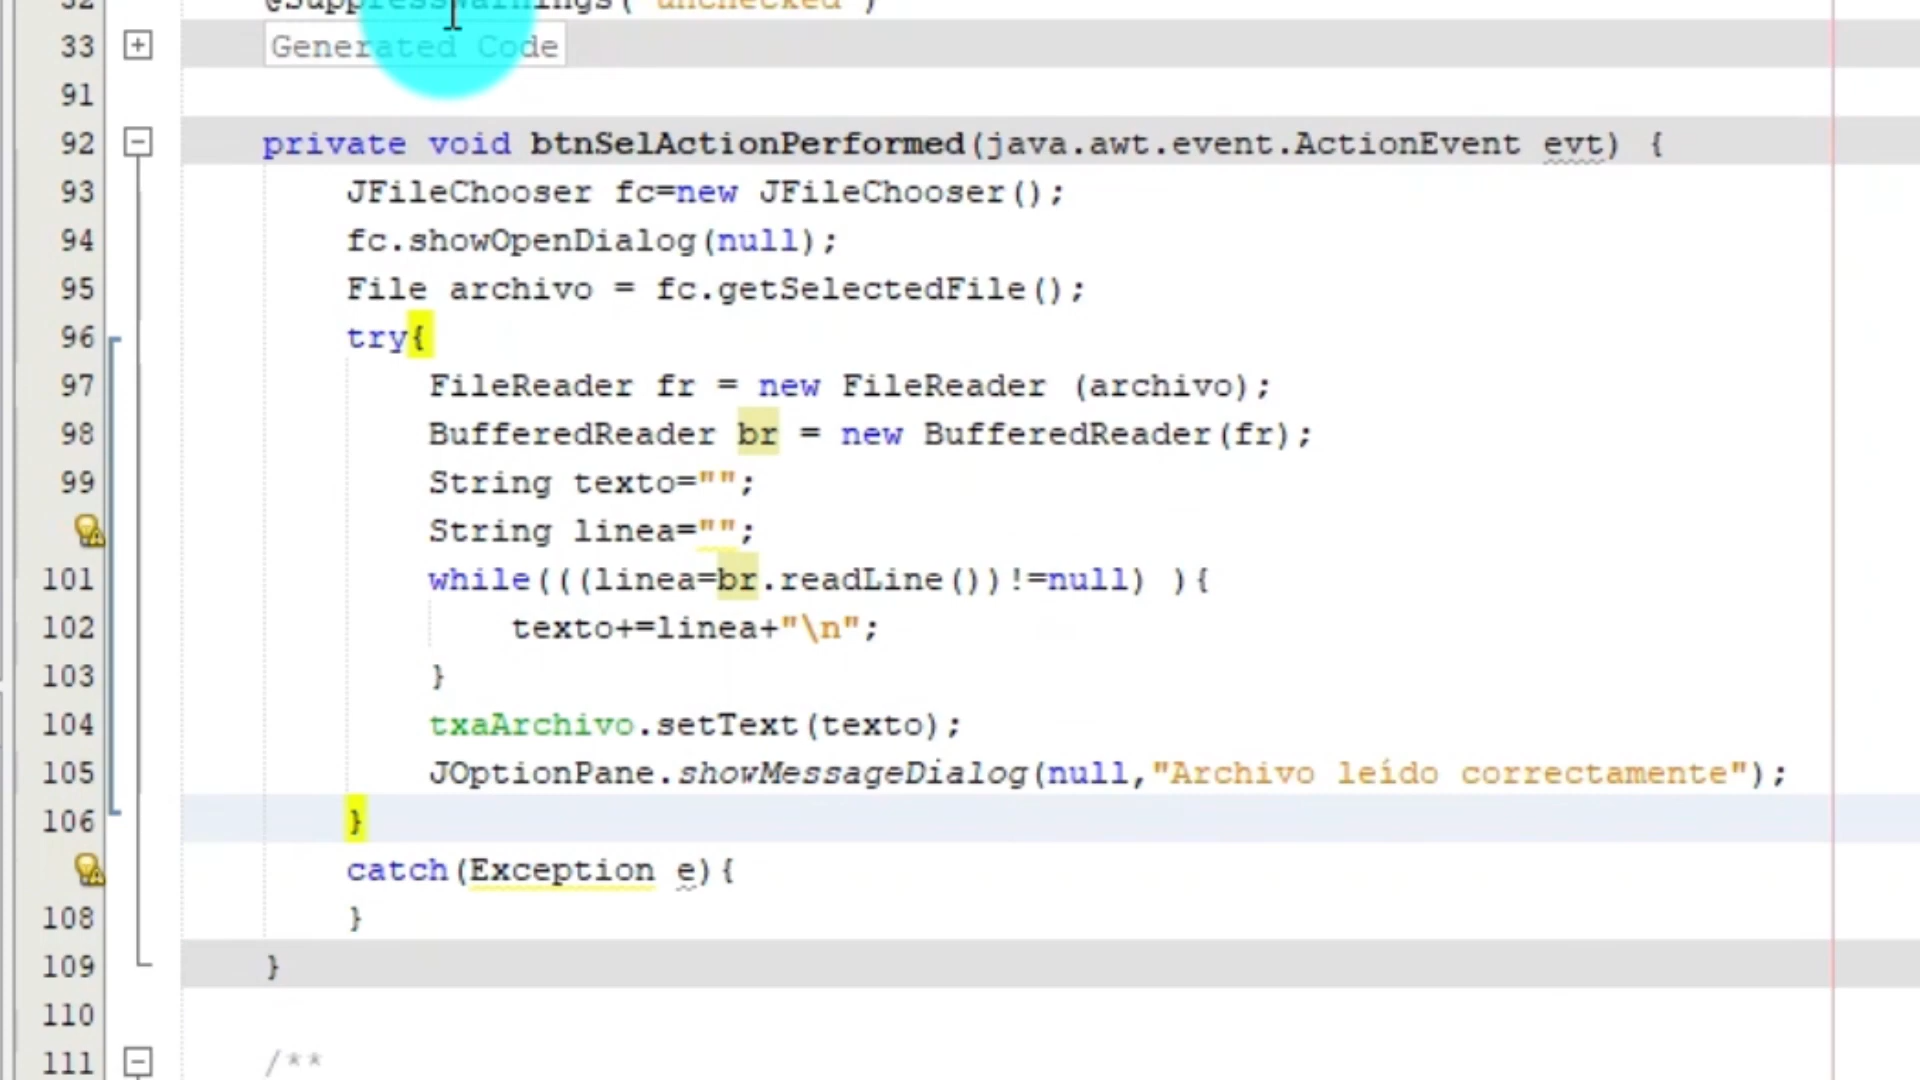 32 @SuppressWarnings("unchecked")
33 Generated Code
91
92 private void btnSelActionPerformed(java.awt.event.ActionEvent evt) {
93 JFileChooser fc=new JFileChooser();
94 fc.showOpenDialog(null);
95 File archivo = fc.getSelectedFile();
96 try{
97 FileReader fr = new FileReader (archivo);
98 BufferedReader br = new BufferedReader(fr);
99 String texto="";
String linea="";
101 while(((linea=br.readLine())!=null) ){
102 texto+=linea+"\n";
103 }
104 txaArchivo.setText(texto);
105 JOptionPane.showMessageDialog(null,"Archivo leído correctamente");
106 }
catch(Exception e){
108 }
109 }
110
111 /**